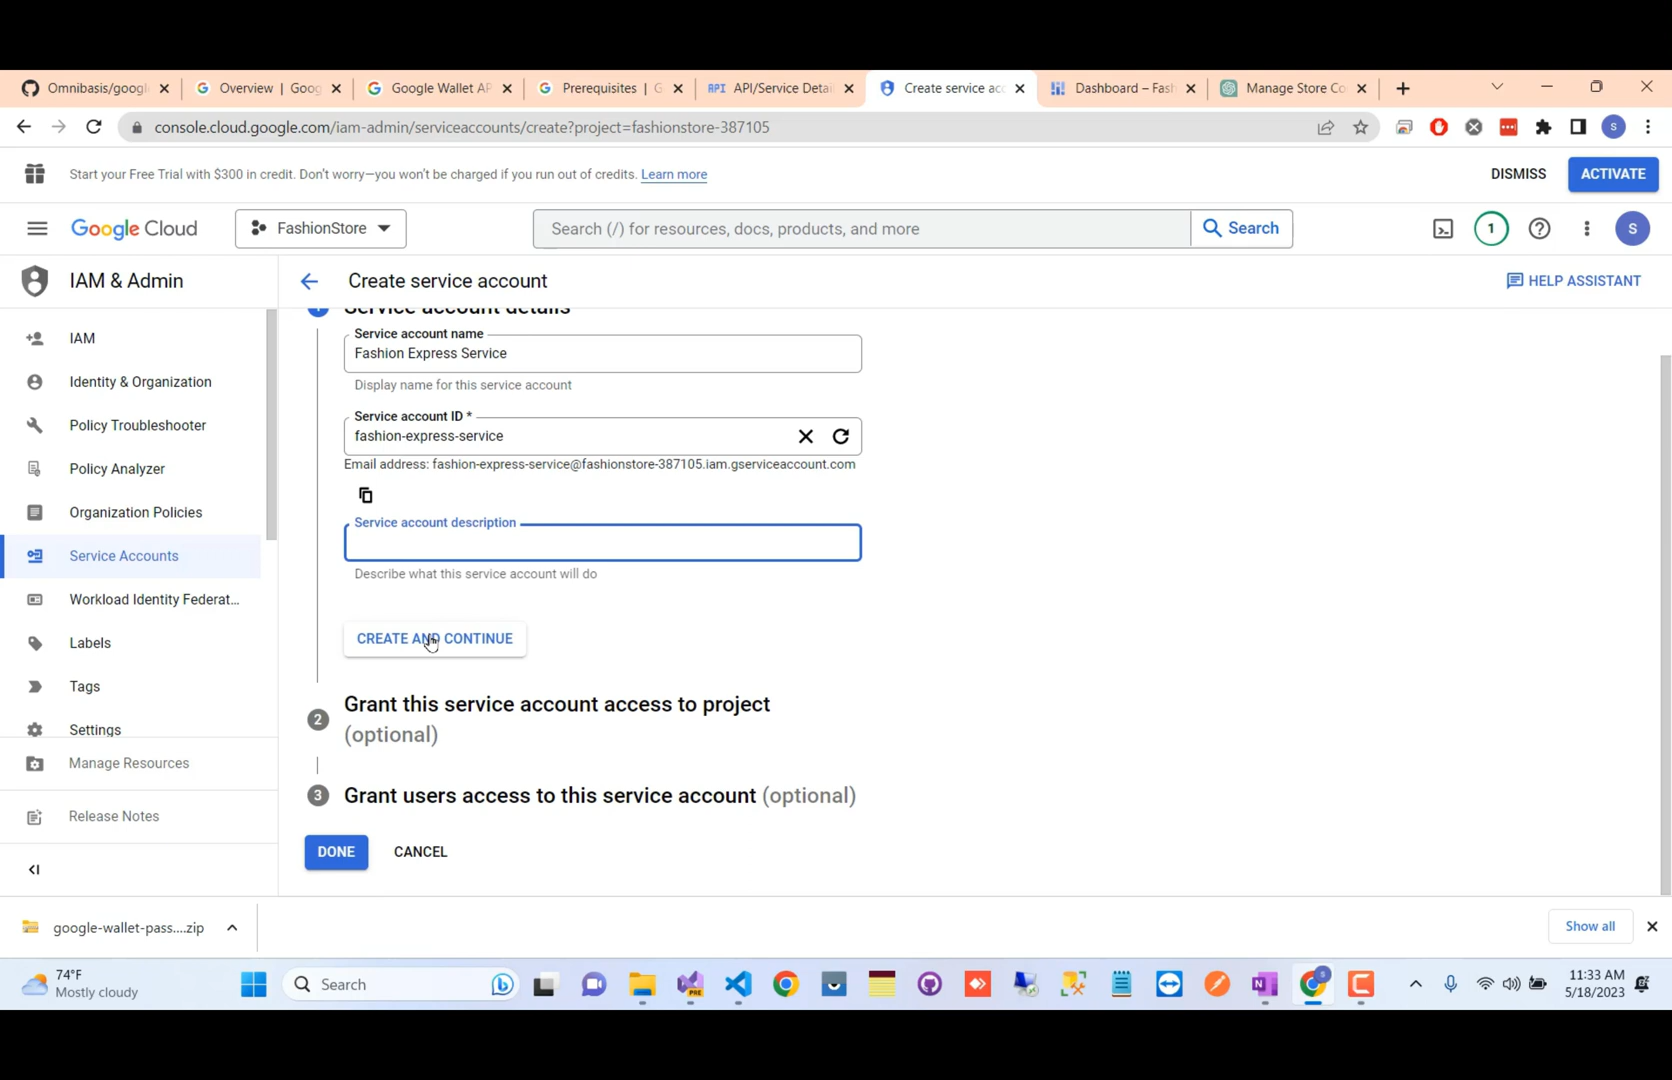 Omnibasis/googl
Overview | Goog
Google Wallet AP
Prerequisites | G
API API/Service Detai
Create service acc
Dashboard – Fash
Manage Store Co
console.cloud.google.com/iam-admin/serviceaccounts/create?project=fashionstore-387105
S
Start your Free Trial with $300 in credit. Don't worry—you won't be charged if you run out of credits. Learn more
DISMISS
ACTIVATE
Google Cloud
FashionStore
Search (/) for resources, docs, products, and more
Search
1
S
IAM & Admin
Create service account
HELP ASSISTANT
IAM
Identity & Organization
Policy Troubleshooter
Policy Analyzer
Organization Policies
Service Accounts
Workload Identity Federat...
Labels
Tags
Settings
Manage Resources
Release Notes
1 Service account details
Service account name
Fashion Express Service
Display name for this service account
Service account ID *
fashion-express-service
Email address: fashion-express-service@fashionstore-387105.iam.gserviceaccount.com
Service account description
Describe what this service account will do
CREATE AND CONTINUE
2 Grant this service account access to project
(optional)
3 Grant users access to this service account (optional)
DONE
CANCEL
google-wallet-pass....zip
Show all
74°F
Mostly cloudy
Search
PRE
S
11:33 AM
5/18/2023